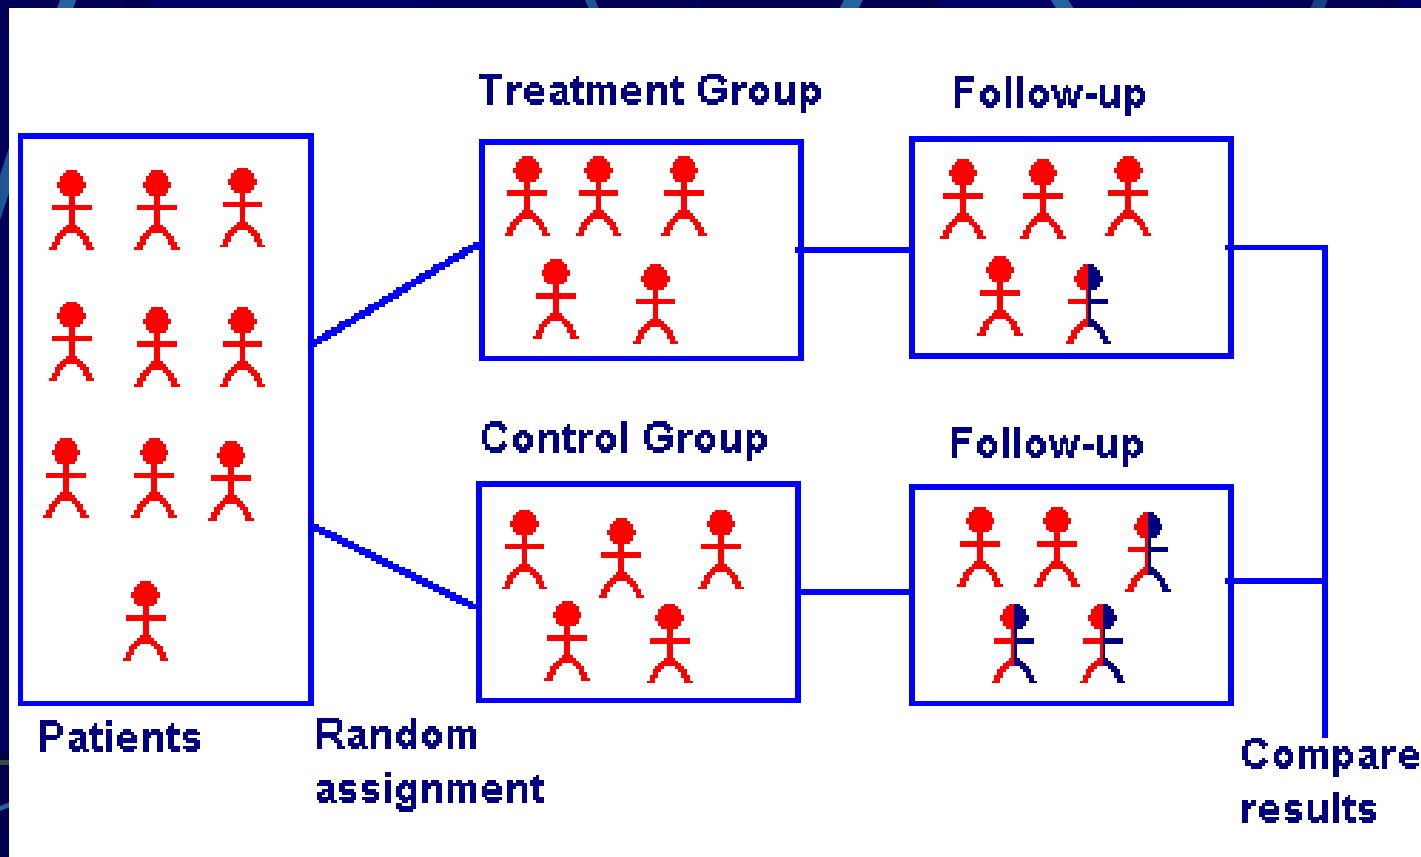 Treatment Group
Follow-up
Control Group
Follow-up
Patients
Random
assignment
Compare
results